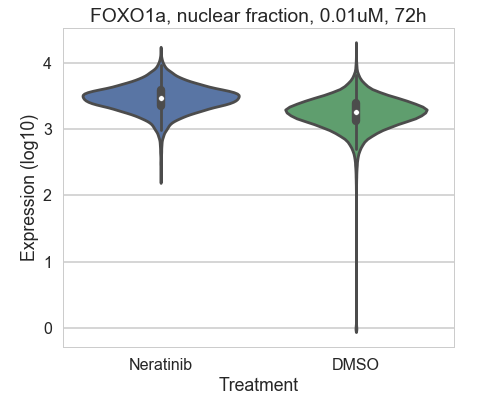 FOXO1a, nuclear fraction, 0.01uM, 72h
Expression (log10)
4
3
2
1
0
Neratinib
DMSO
Treatment